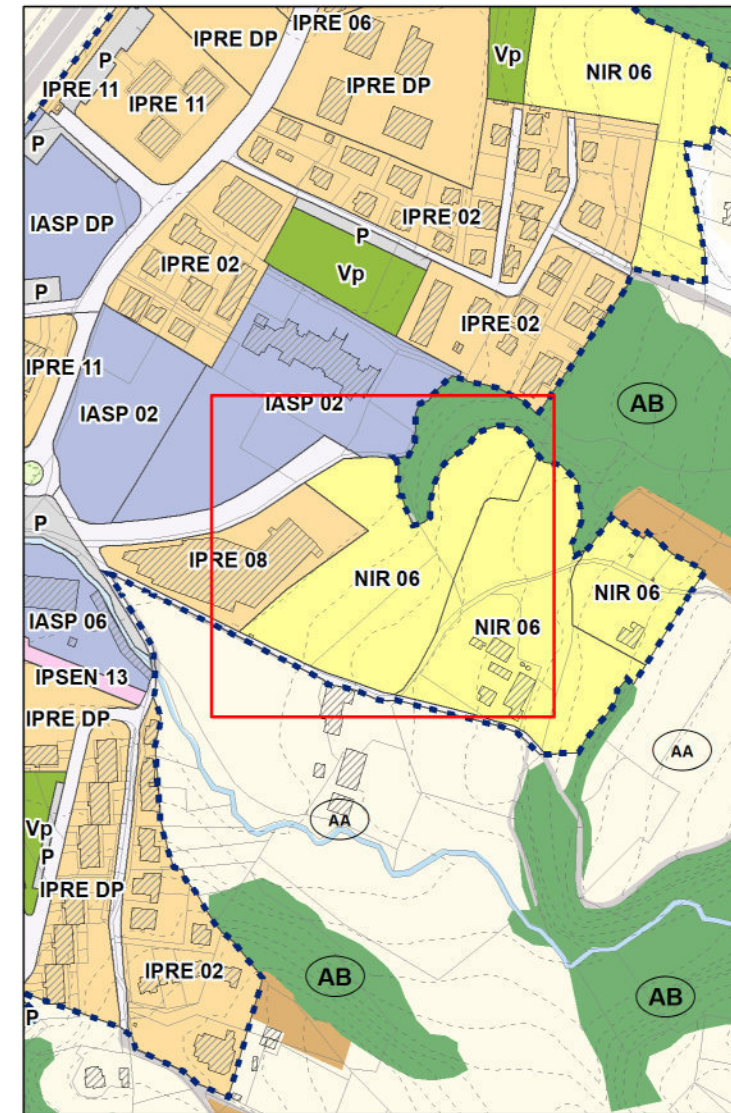 IPRE 06
IPRE DP
P
Vp
NIR 06
IPRE 11
IPRE 11
IPRE DP
P
IASP DP
IPRE 02
P
IPRE 02
Vp
P
IPRE 02
IPRE 11
IASP 02
IASP 02
AB
P
IPRE 08
NIR 06
NIR 06
NIR 06
IASP 06
IPSEN 13
IPRE DP
AA
AA
Vp
P
IPRE DP
IPRE 02
AB
AB
P